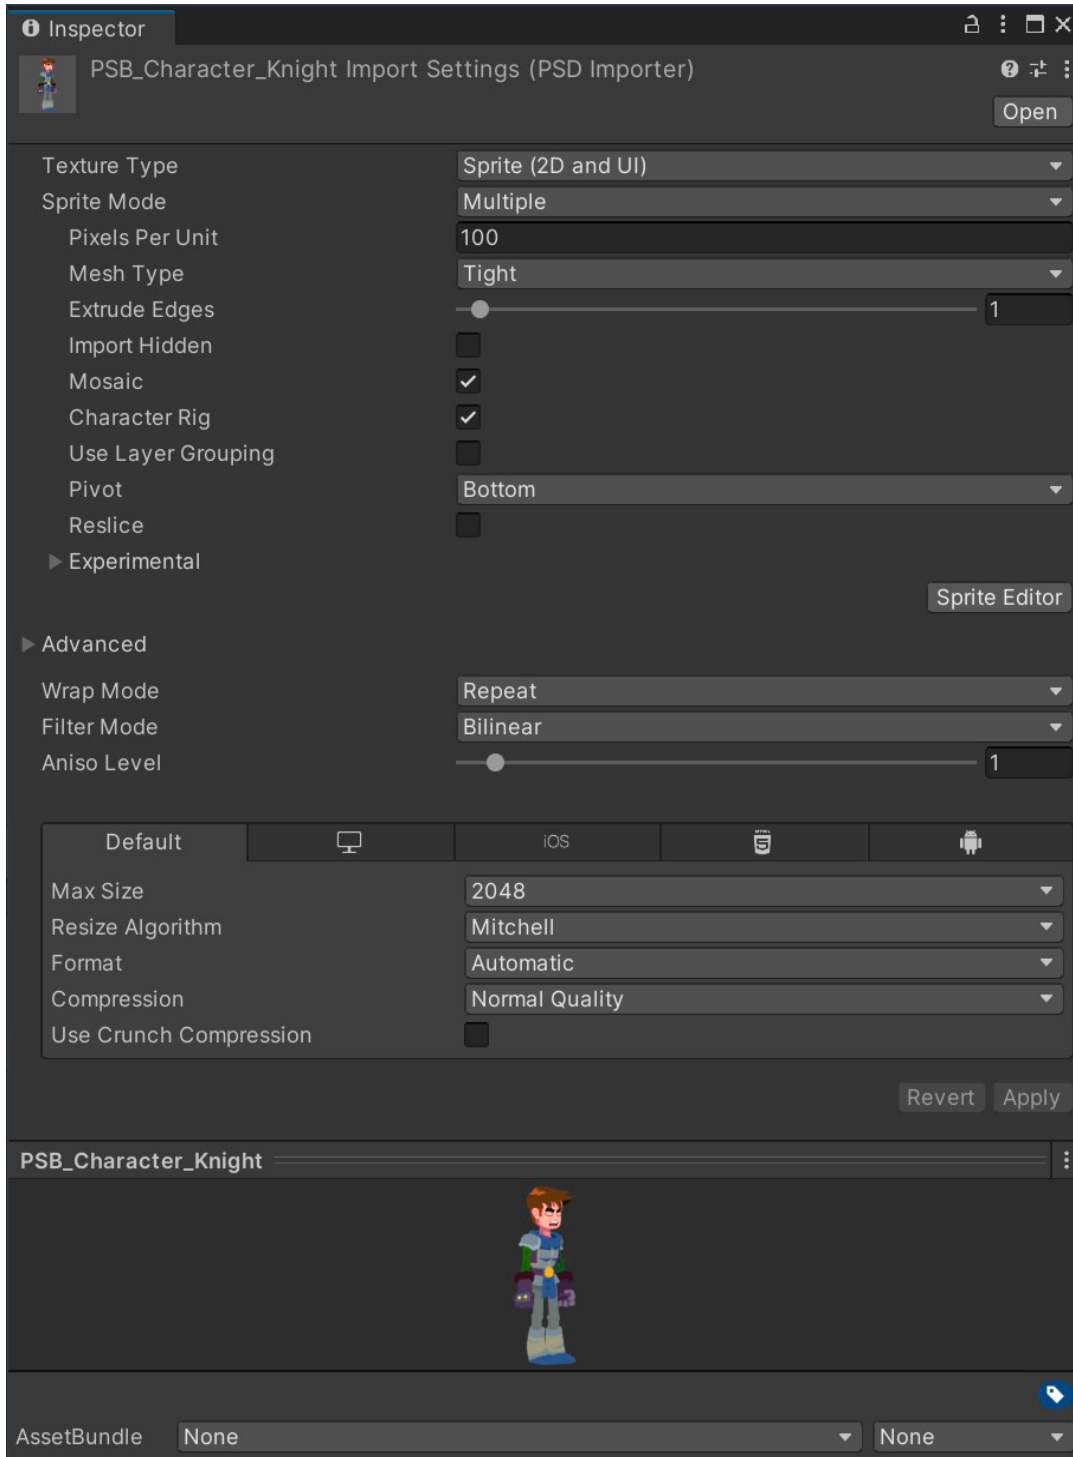 Inspector
PSB_Character_Knight Import Settings (PSD Importer)
Open
Texture Type Sprite (2D and UI)
Sprite Mode Multiple
Pixels Per Unit 100
Mesh Type Tight
Extrude Edges 1
Import Hidden
Mosaic
Character Rig
Use Layer Grouping
Pivot Bottom
Reslice
Experimental
Sprite Editor
Advanced
Wrap Mode Repeat
Filter Mode Bilinear
Aniso Level 1
Default iOS HTML 5
Max Size 2048
Resize Algorithm Mitchell
Format Automatic
Compression Normal Quality
Use Crunch Compression
Revert Apply
PSB_Character_Knight
AssetBundle None None